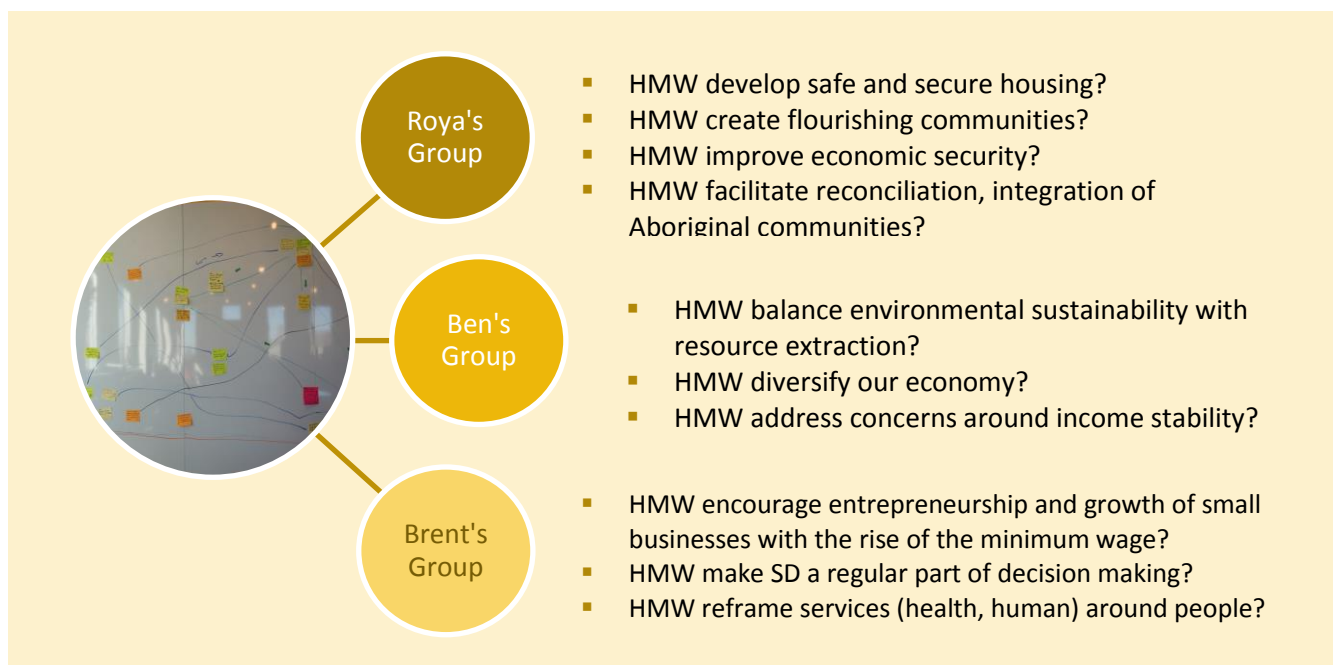 Roya's
Group
▪ HMW develop safe and secure housing?
▪ HMW create flourishing communities?
▪ HMW improve economic security?
▪ HMW facilitate reconciliation, integration of
Aboriginal communities?
Ben's
Group
▪ HMW balance environmental sustainability with
resource extraction?
▪ HMW diversify our economy?
▪ HMW address concerns around income stability?
Brent's
Group
▪ HMW encourage entrepreneurship and growth of small
businesses with the rise of the minimum wage?
▪ HMW make SD a regular part of decision making?
▪ HMW reframe services (health, human) around people?